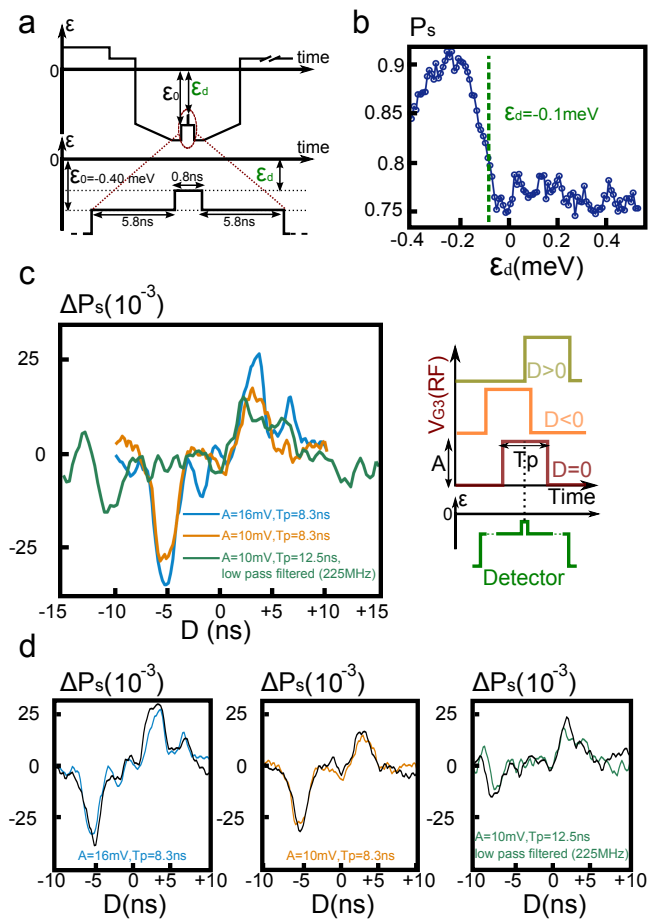 a
ε
0
time
ε₀
εd
time
0
ε₀=-0.40 meV
0.8ns
εd
5.8ns
5.8ns
b
Pₛ
0.9
0.85
0.8
0.75
εd=-0.1meV
-0.4
-0.2
0
0.2
0.4
εd(meV)
c
ΔPₛ(10⁻³)
25
0
-25
A=16mV,Tp=8.3ns
A=10mV,Tp=8.3ns
A=10mV,Tp=12.5ns,
low pass filtered (225MHz)
-15
-10
-5
0
+5
+10
+15
D (ns)
VG3(RF)
D>0
D<0
A
Tp
D=0
Time
ε
0
Detector
d
ΔPₛ(10⁻³)
25
0
-25
A=16mV,Tp=8.3ns
-10
-5
0
+5
+10
D(ns)
ΔPₛ(10⁻³)
25
0
-25
A=10mV,Tp=8.3ns
-10
-5
0
+5
+10
D(ns)
ΔPₛ(10⁻³)
25
0
-25
A=10mV,Tp=12.5ns
low pass filtered (225MHz)
-10
-5
0
+5
+10
D(ns)